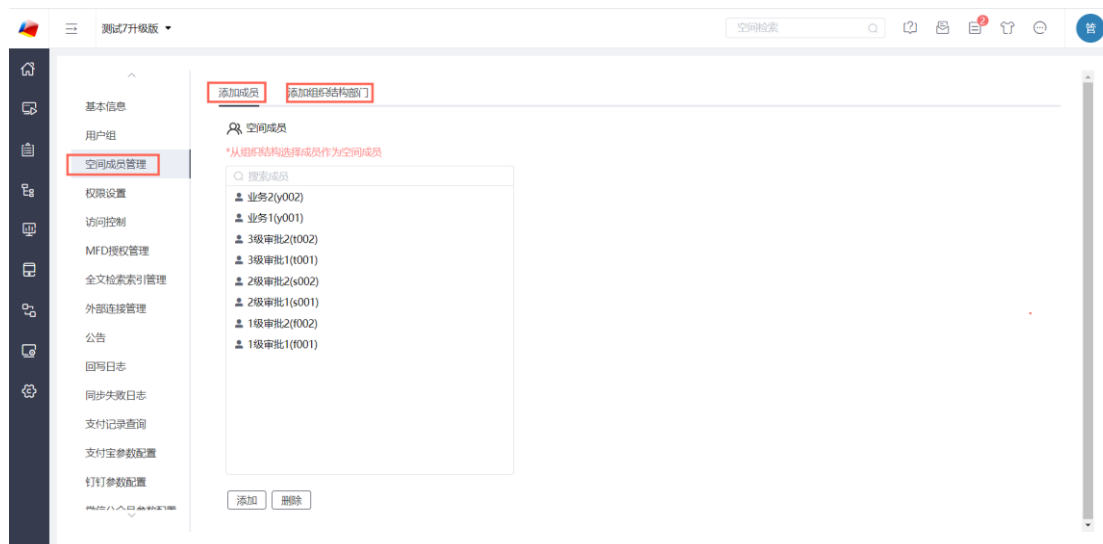 测试7升级版
空间检索
2
管
基本信息
用户组
空间成员管理
权限设置
访问控制
MFD授权管理
全文检索索引管理
外部连接管理
公告
回写日志
同步失败日志
支付记录查询
支付宝参数配置
钉钉参数配置
添加成员
添加组织结构部门
空间成员
*从组织结构选择成员作为空间成员
搜索成员
业务2(y002)
业务1(y001)
3级审批2(t002)
3级审批1(t001)
2级审批2(s002)
2级审批1(s001)
1级审批2(f002)
1级审批1(f001)
添加
删除